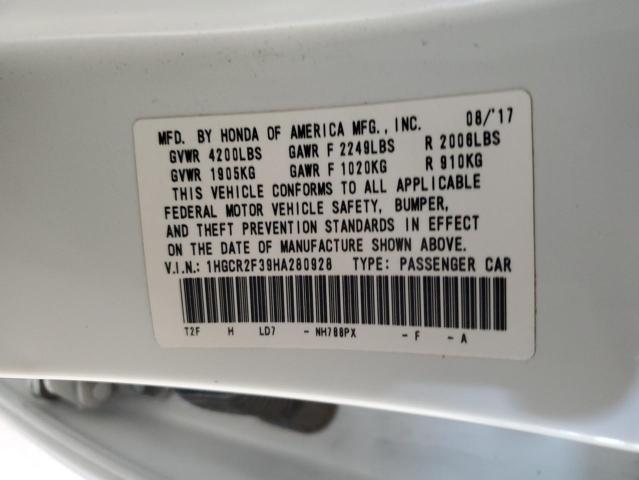 MFD. BY HONDA OF AMERICA MFG., INC. 08/'17
GVWR 4200LBS GAWR F 2249LBS R 2006LBS
GVWR 1905KG GAWR F 1020KG R 910KG
THIS VEHICLE CONFORMS TO ALL APPLICABLE
FEDERAL MOTOR VEHICLE SAFETY, BUMPER,
AND THEFT PREVENTION STANDARDS IN EFFECT
ON THE DATE OF MANUFACTURE SHOWN ABOVE.
V.I.N.: 1HGCR2F39HA280928 TYPE: PASSENGER CAR
T2F H LD7 - NH788PX - F - A